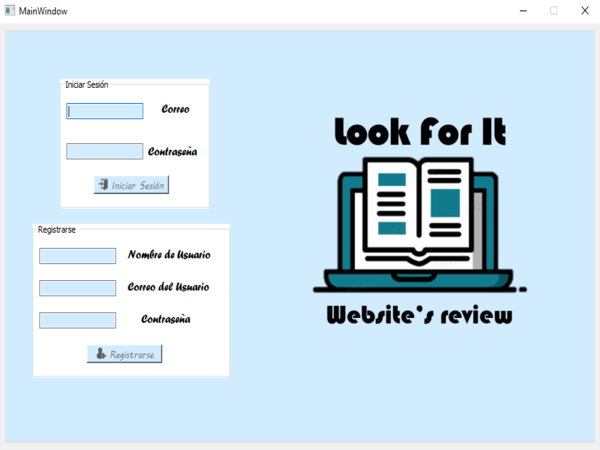 MainWindow
Iniciar Sesión
Correo
Contraseña
Iniciar Sesión
Registrarse
Nombre de Usuario
Correo del Usuario
Contraseña
Registrarse
Look For It
Website's review